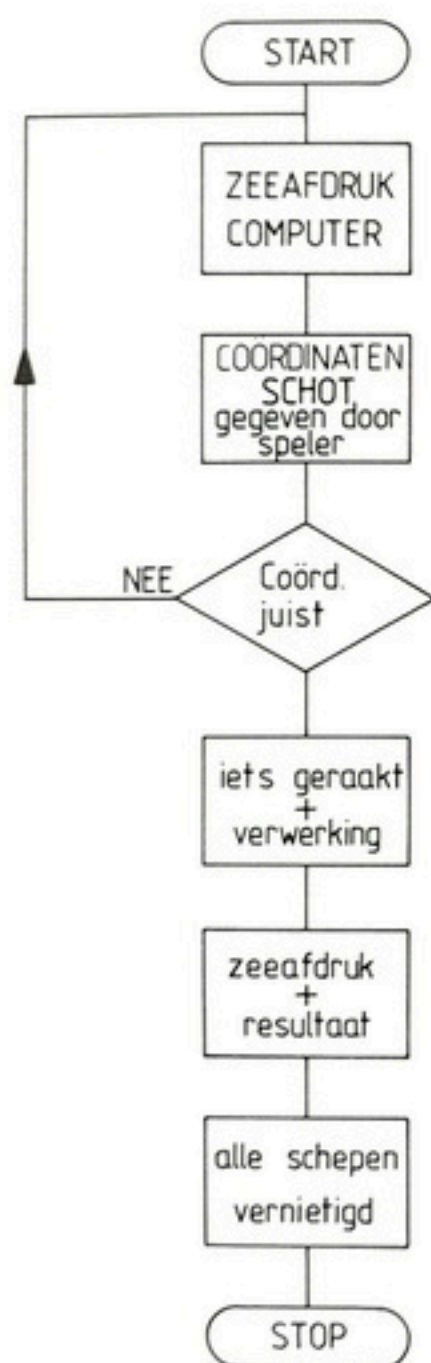 START
ZEEAFDRUK
COMPUTER
COÖRDINATEN
SCHOT
gegeven door
speler
NEE
Coörd.
juist
iets geraakt
+
verwerking
zeeafdruk
+
resultaat
alle schepen
vernietigd
STOP